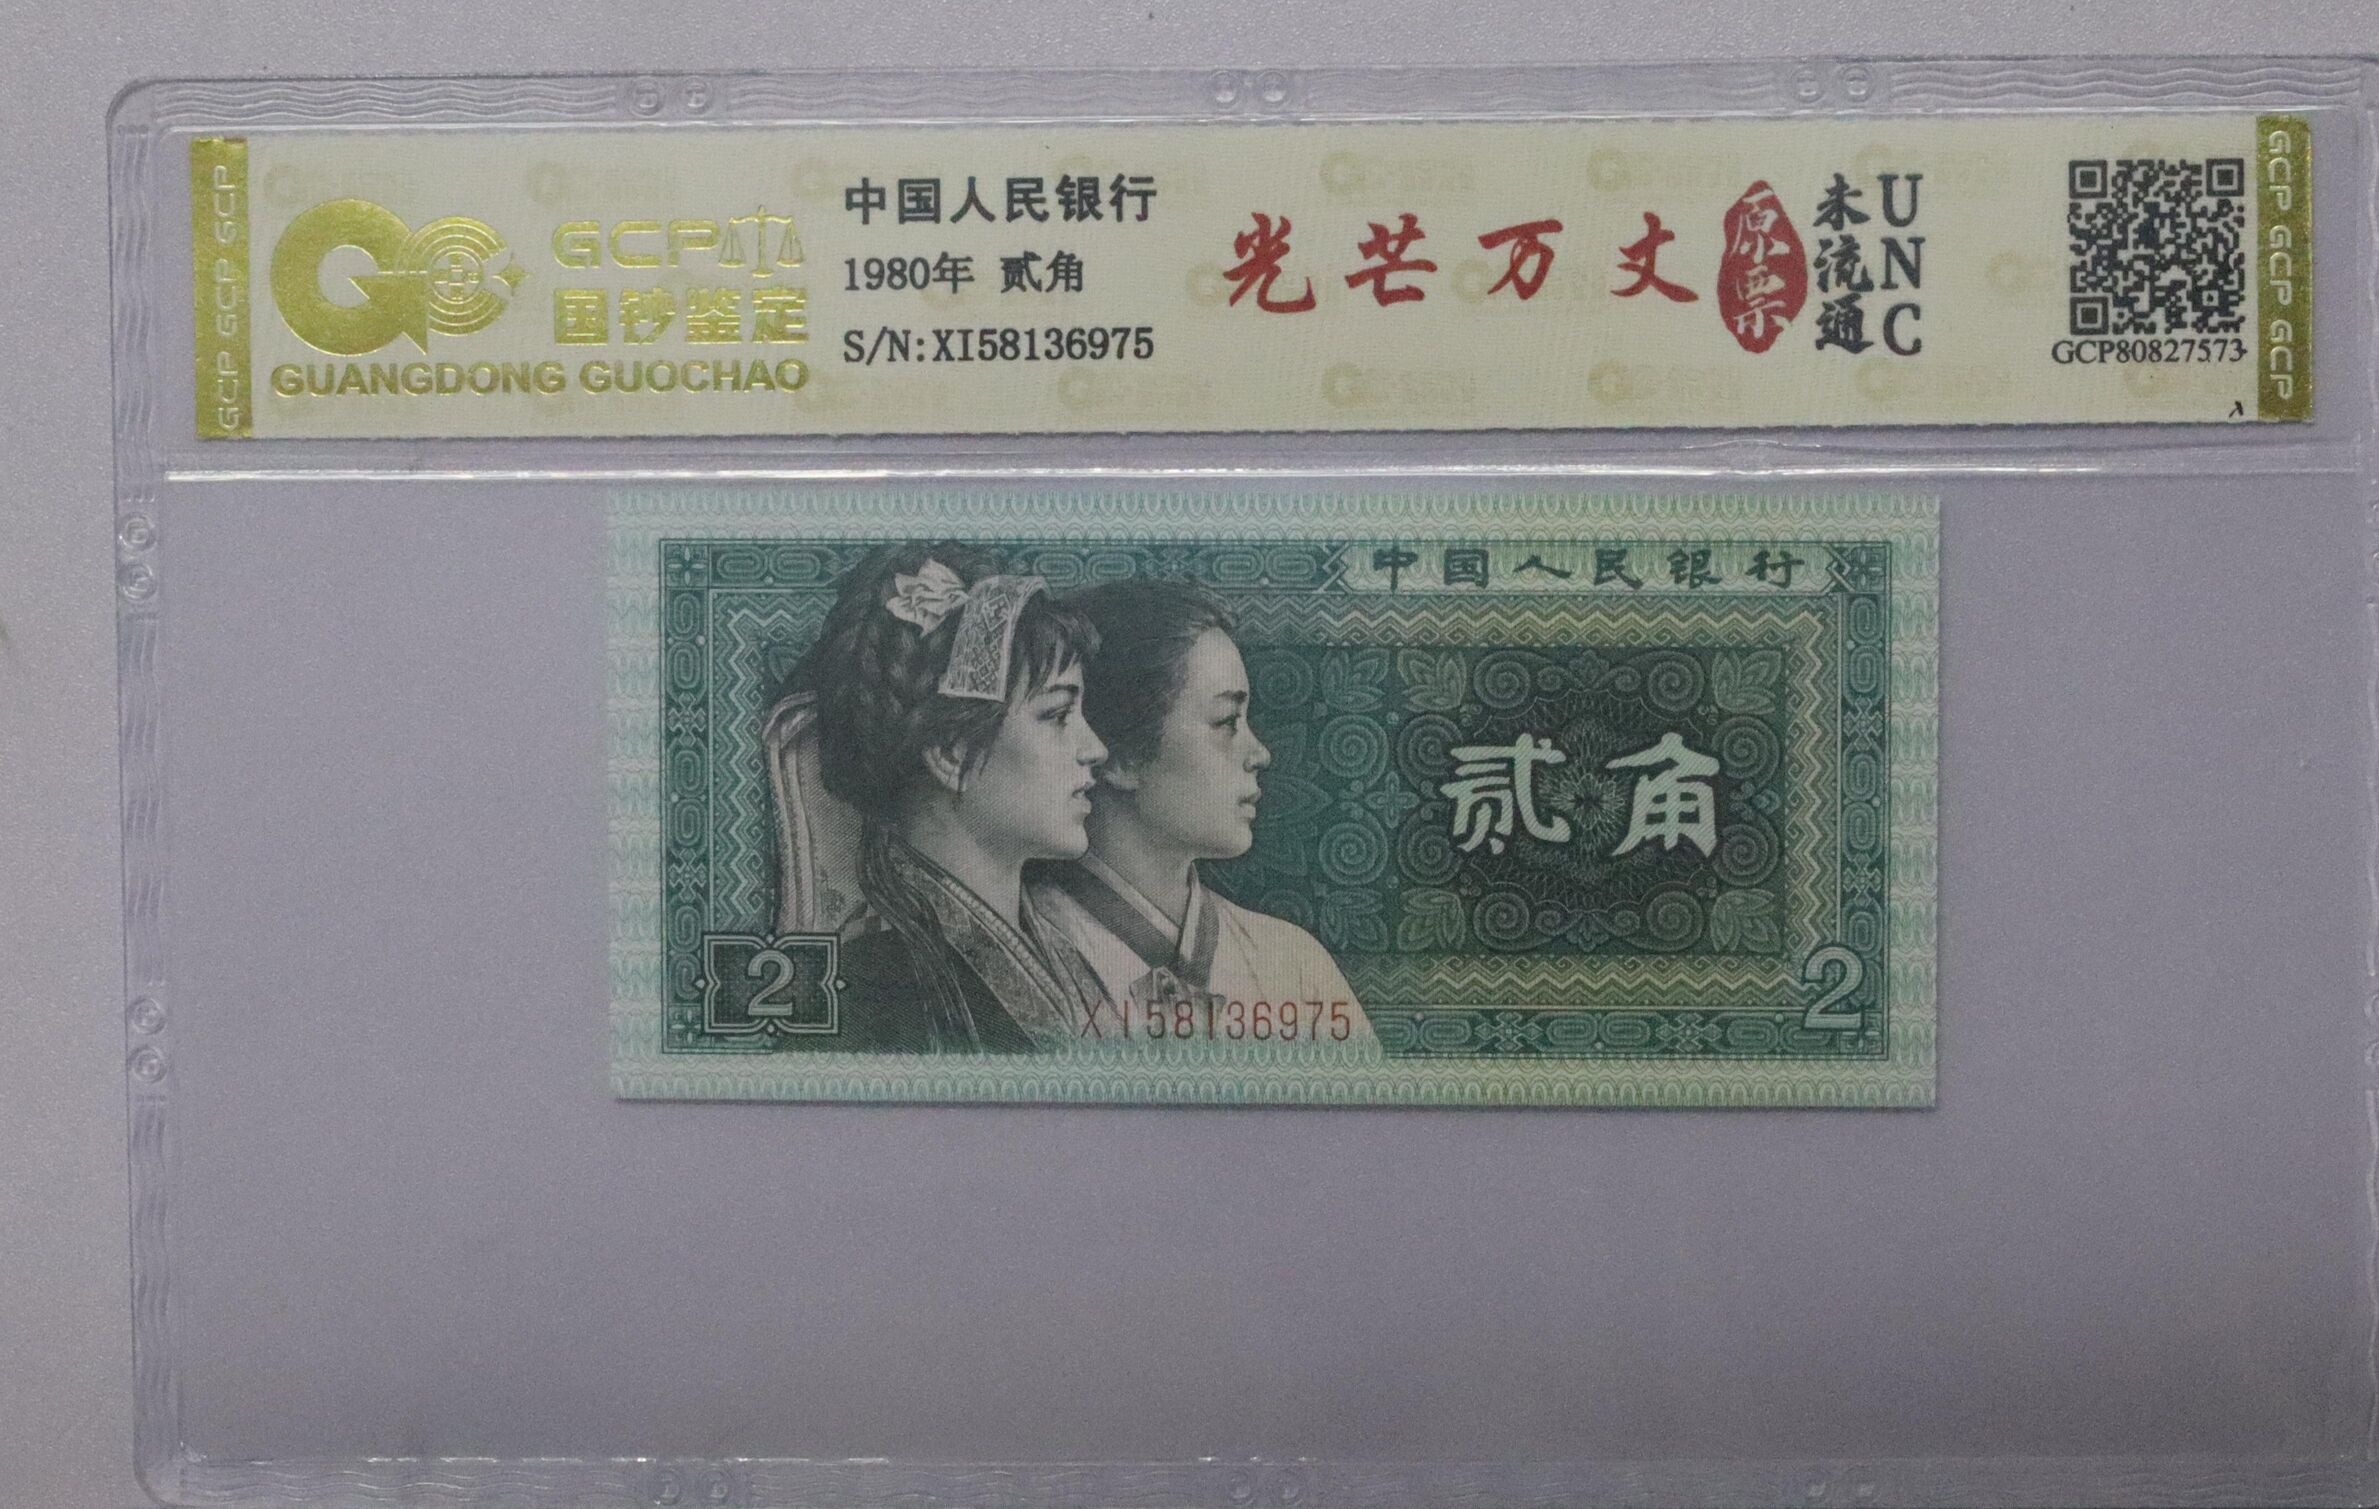 GCP GCP GCP
GCP
国钞鉴定
GUANGDONG GUOCHAO
中国人民银行
1980年 贰角
S/N:XI58136975
光芒万丈
原票
未流通
UNC
GCP80827573
GCP GCP GCP
中国人民银行
贰角
2
XI58136975
2